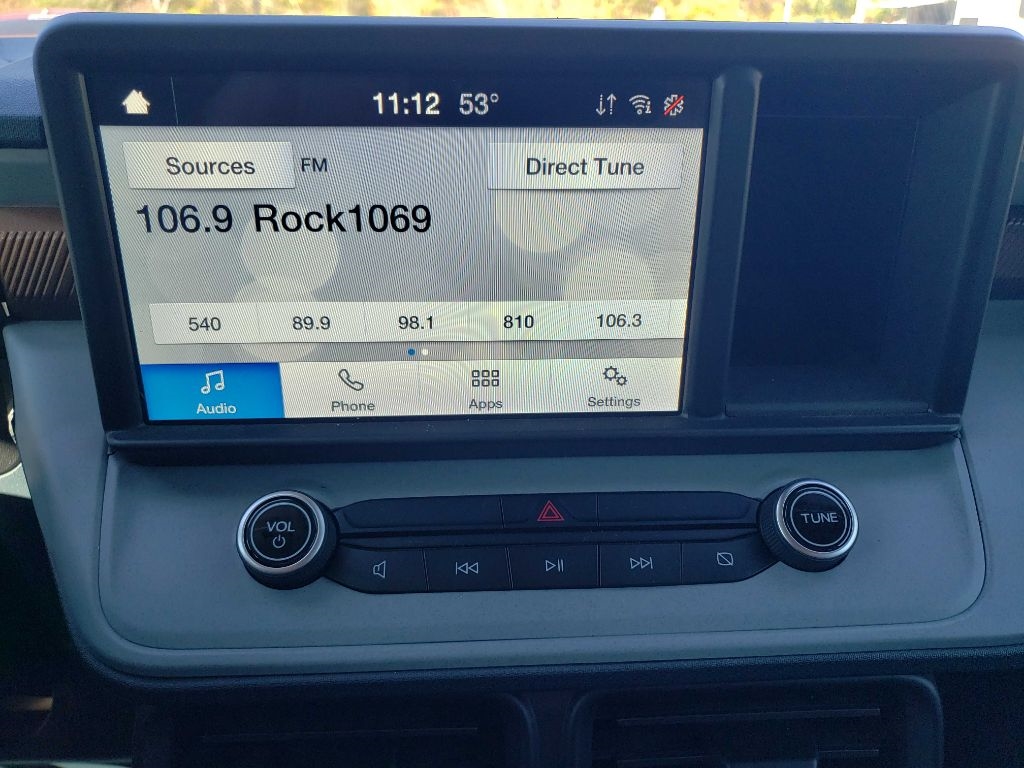 11:12 53°
Sources FM Direct Tune
106.9 Rock1069
540 89.9 98.1 810 106.3
Audio Phone Apps Settings
VOL
TUNE